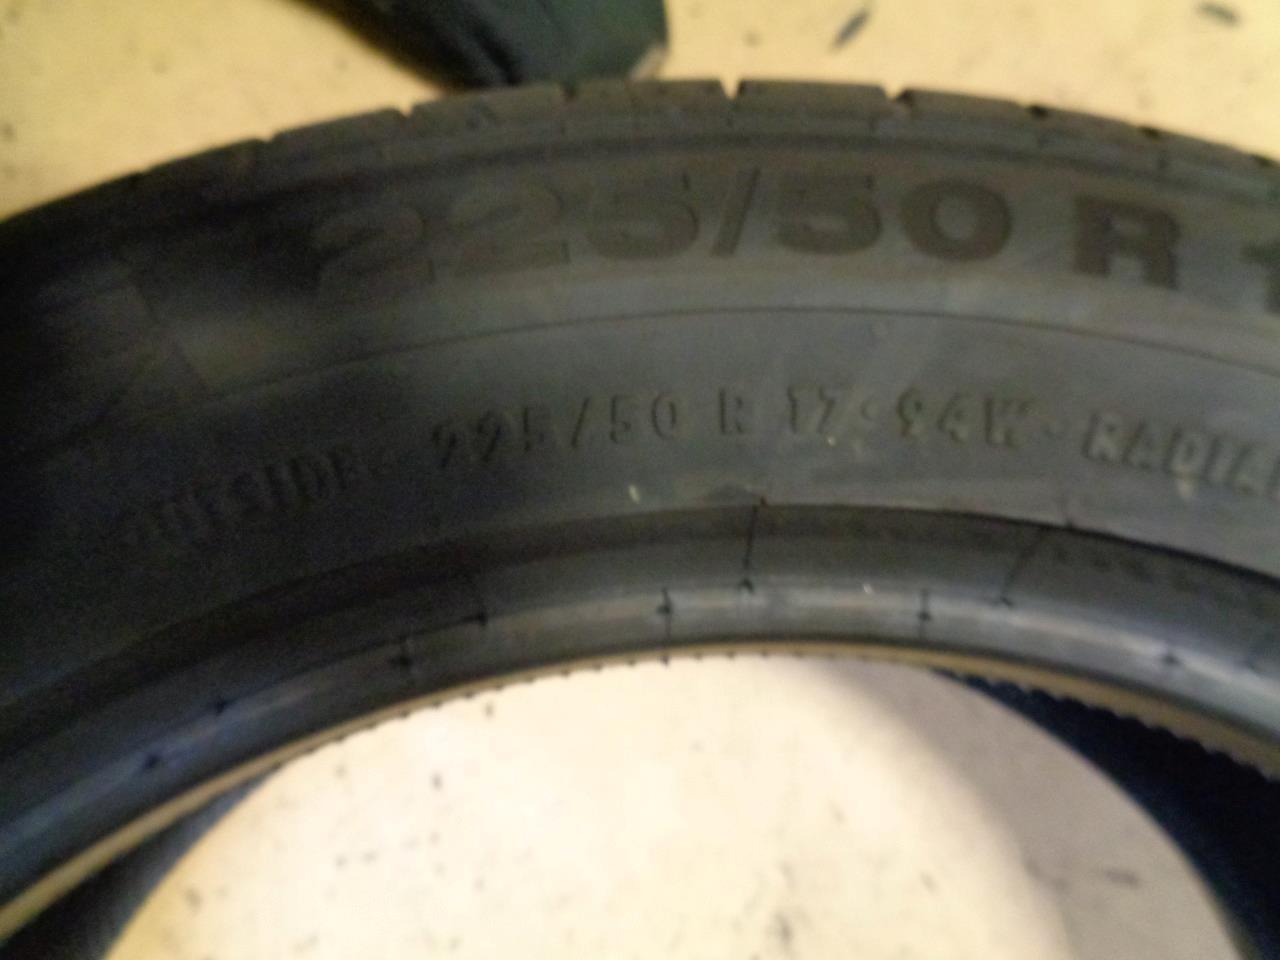 225/50 R 1
OUTSIDE · 225/50 R 17 · 94W · RADIAL